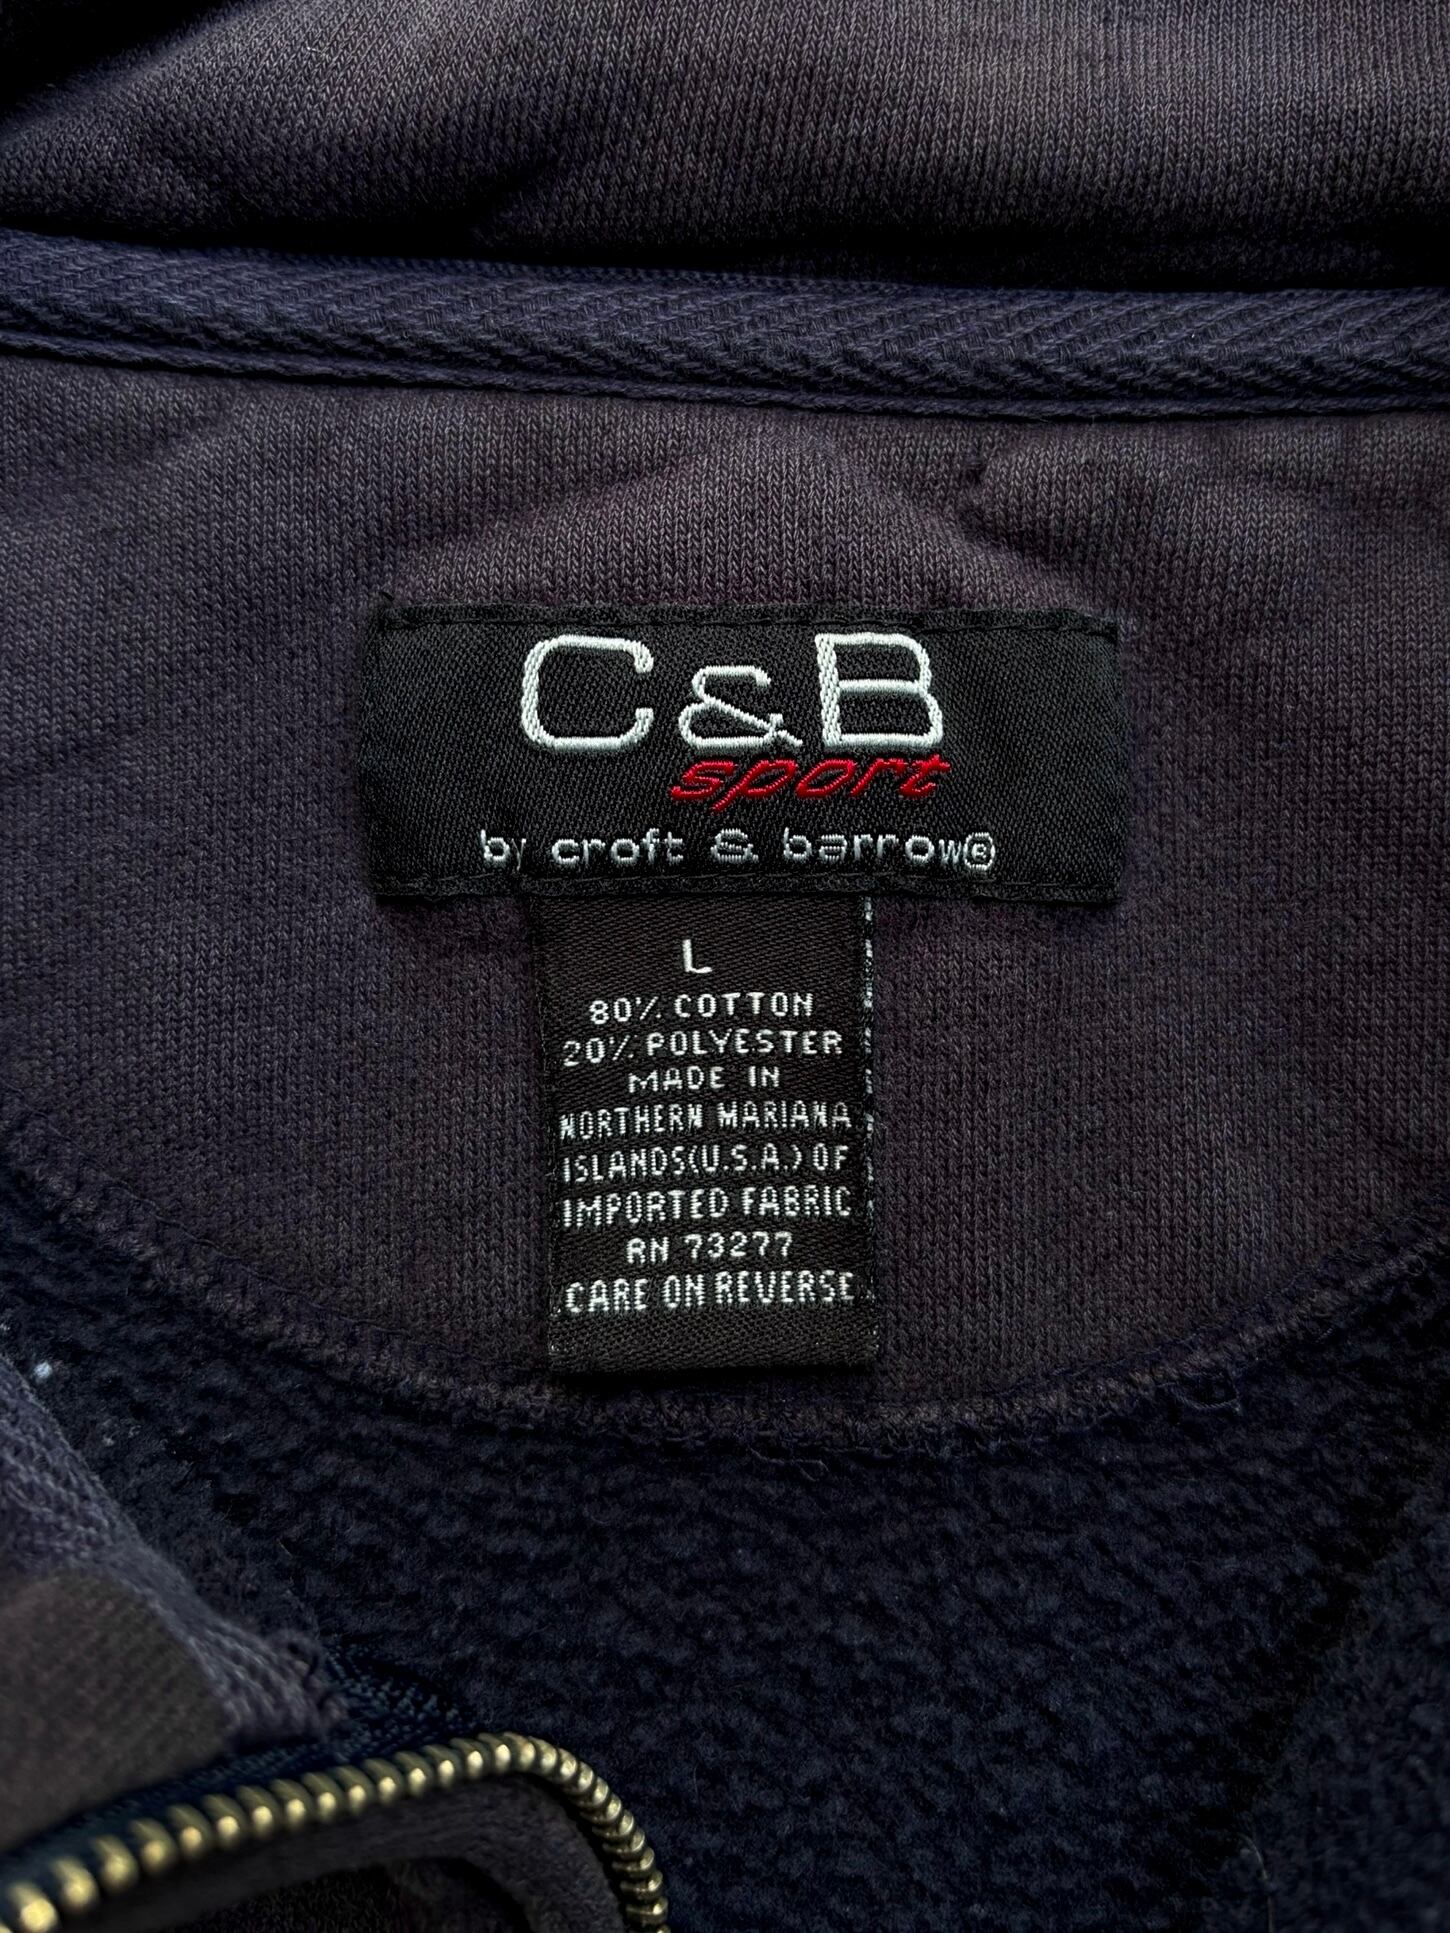 C&B
sport
by croft & barrow®
L
80% COTTON
20% POLYESTER
MADE IN
NORTHERN MARIANA
ISLANDS(U.S.A.) OF
IMPORTED FABRIC
RN 73277
CARE ON REVERSE